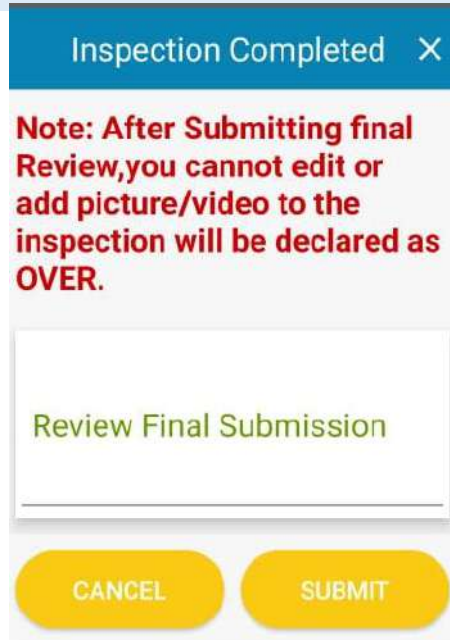 Inspection Completed ×
Note: After Submitting final
Review,you cannot edit or
add picture/video to the
inspection will be declared as
OVER.
Review Final Submission
CANCEL SUBMIT